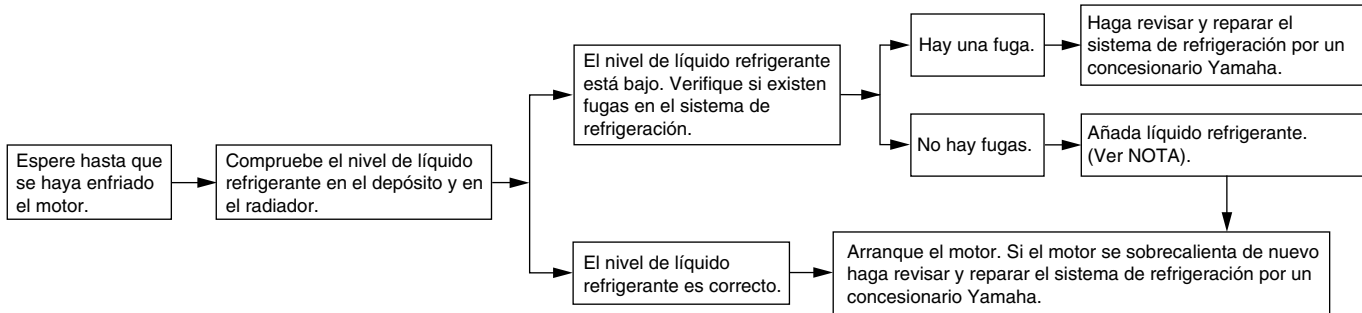 Espere hasta que
se haya enfriado
el motor.
Compruebe el nivel de líquido
refrigerante en el depósito y en
el radiador.
El nivel de líquido refrigerante
está bajo. Verifique si existen
fugas en el sistema de
refrigeración.
Hay una fuga.
Haga revisar y reparar el
sistema de refrigeración por un
concesionario Yamaha.
No hay fugas.
Añada líquido refrigerante.
(Ver NOTA).
El nivel de líquido
refrigerante es correcto.
Arranque el motor. Si el motor se sobrecalienta de nuevo
haga revisar y reparar el sistema de refrigeración por un
concesionario Yamaha.